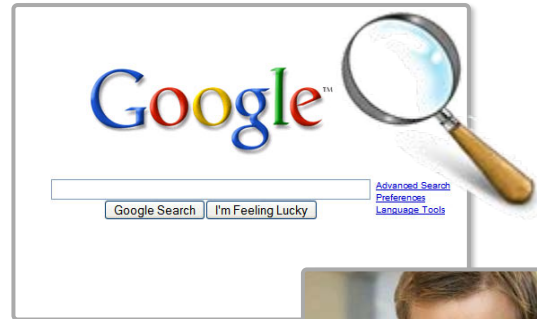 Google™
Advanced Search
Preferences
Language Tools
Google Search I'm Feeling Lucky